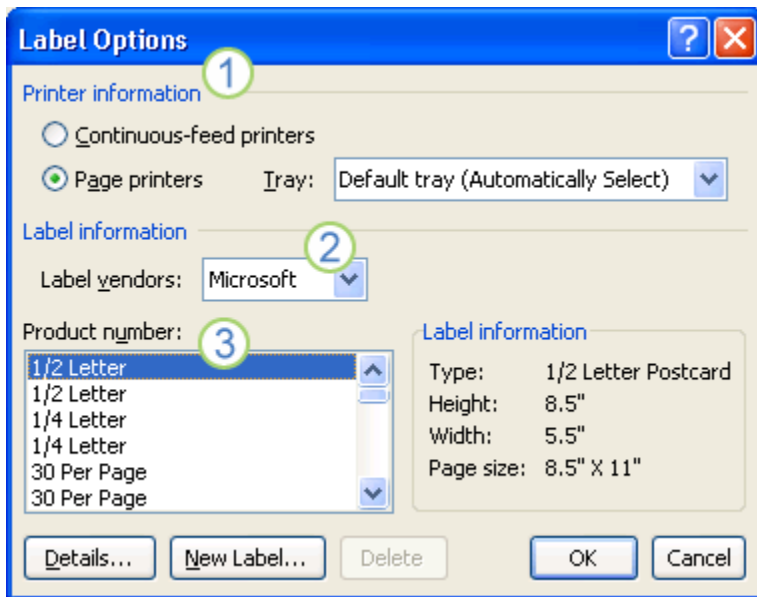 Label Options
?
1
Printer information
Continuous-feed printers
Page printers Tray: Default tray (Automatically Select)
Label information
2
Label vendors: Microsoft
Product number:
3
1/2 Letter
1/2 Letter
1/4 Letter
1/4 Letter
30 Per Page
30 Per Page
Label information
Type: 1/2 Letter Postcard
Height: 8.5"
Width: 5.5"
Page size: 8.5" X 11"
Details... New Label... Delete OK Cancel